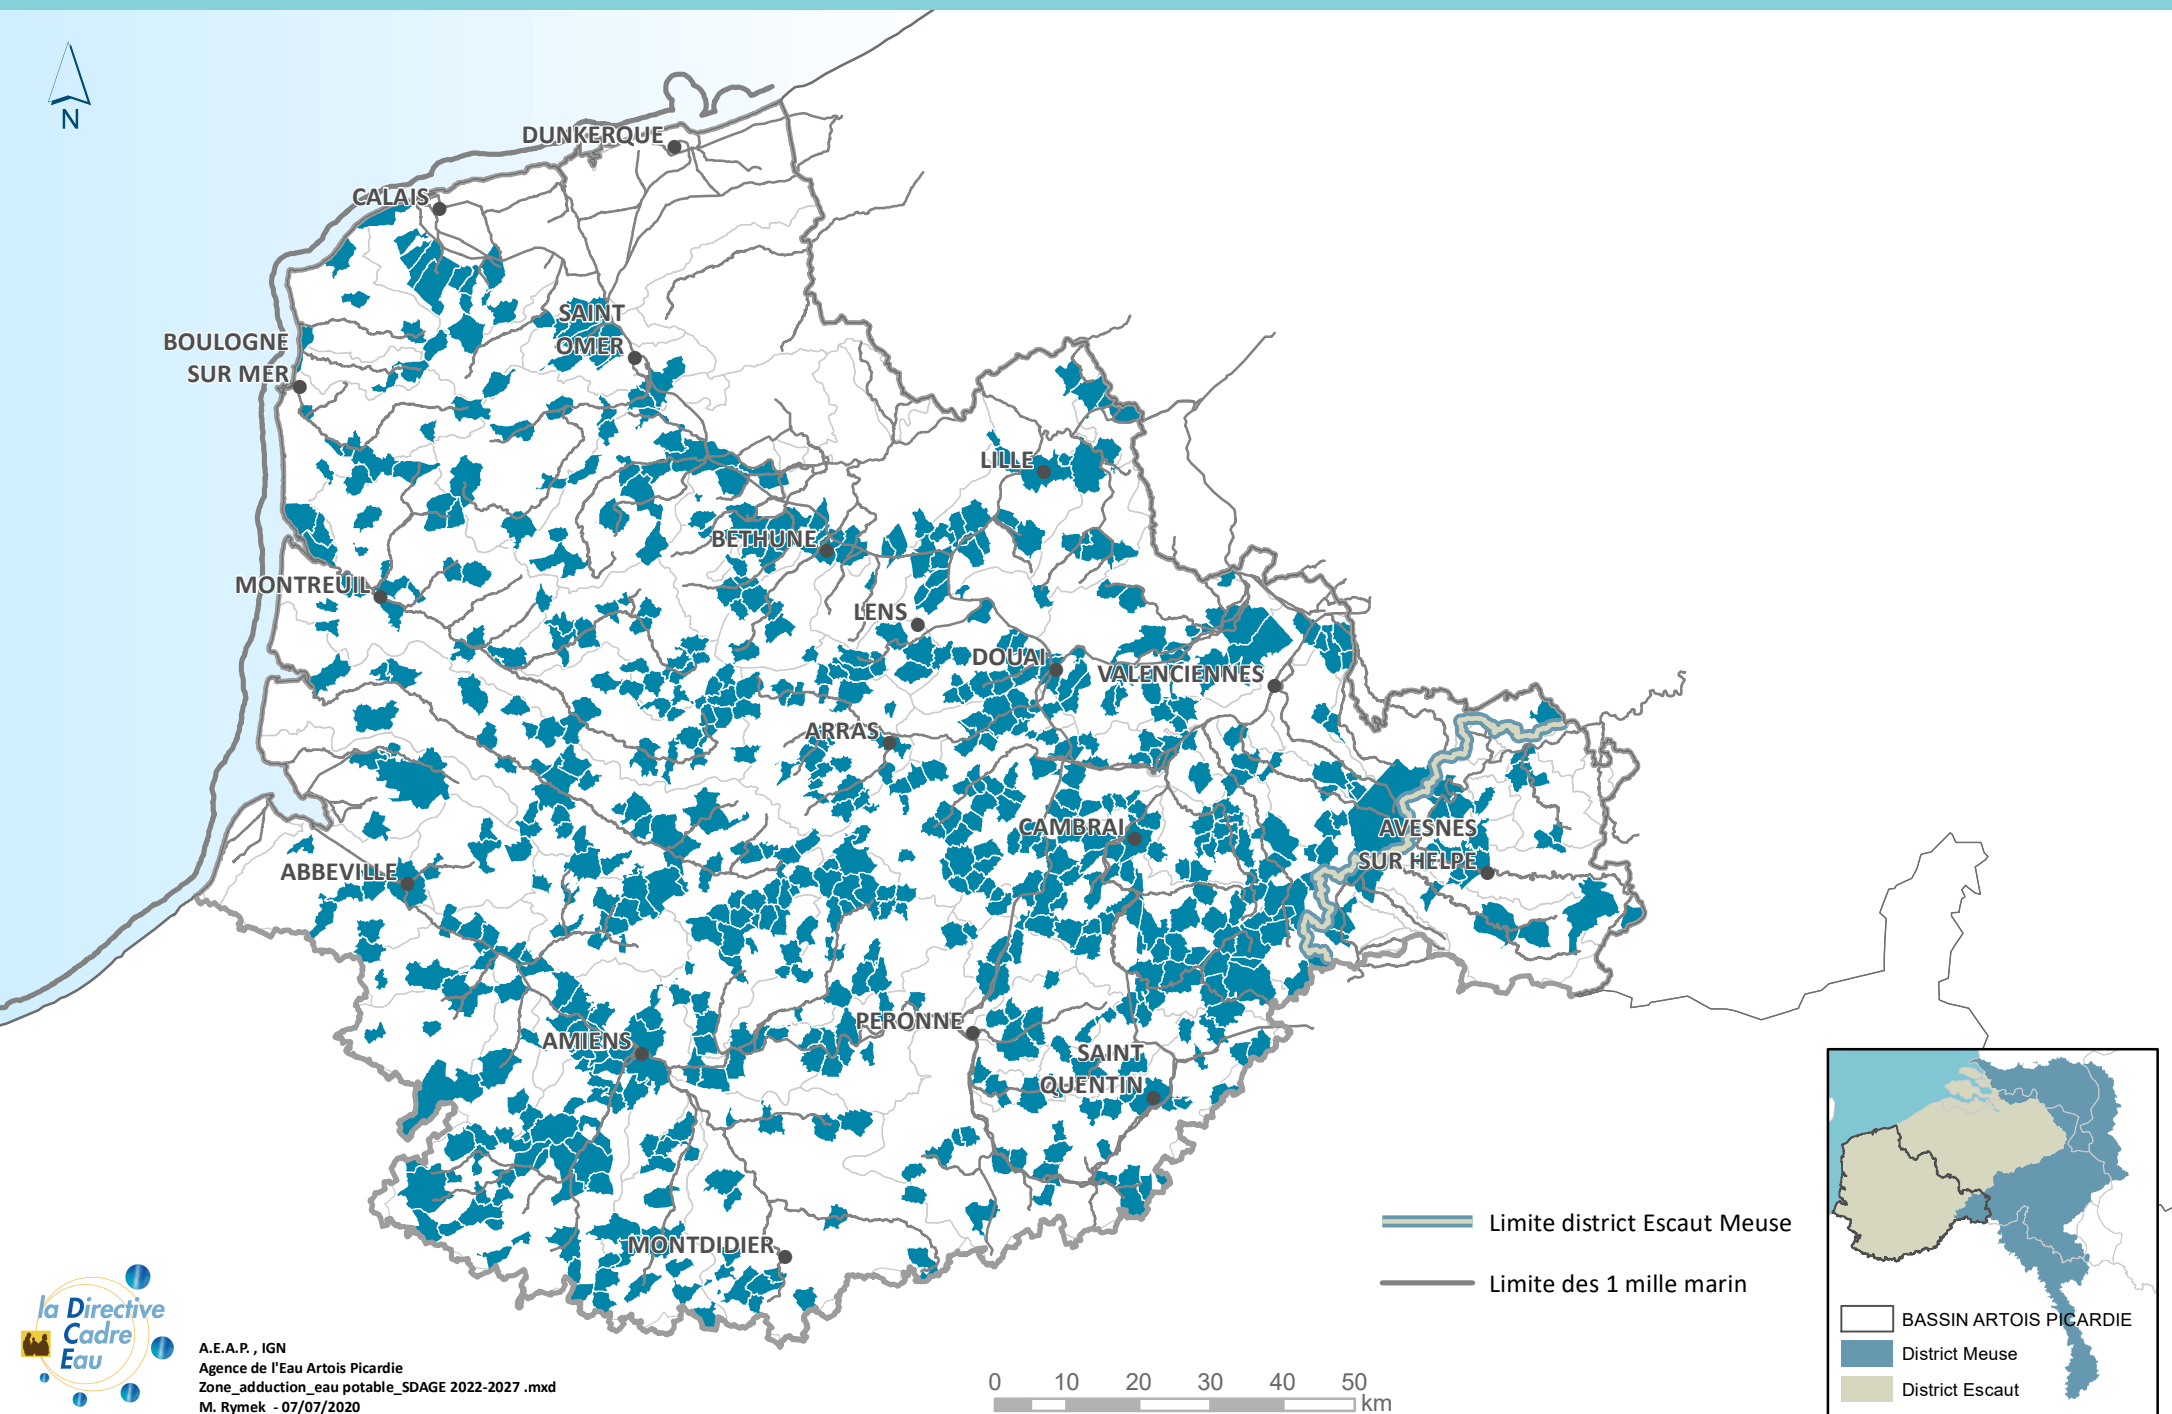 N
DUNKERQUE
CALAIS
SAINT
OMER
BOULOGNE
SUR MER
LILLE
BETHUNE
MONTREUIL
LENS
DOUAI
VALENCIENNES
ARRAS
CAMBRAI
AVESNES
SUR HELPE
ABBEVILLE
PERONNE
AMIENS
SAINT
QUENTIN
MONTDIDIER
Limite district Escaut Meuse
Limite des 1 mille marin
BASSIN ARTOIS PICARDIE
District Meuse
District Escaut
la Directive
Cadre
Eau
A.E.A.P. , IGN
Agence de l'Eau Artois Picardie
Zone_adduction_eau potable_SDAGE 2022-2027 .mxd
M. Rymek - 07/07/2020
0 10 20 30 40 50
km